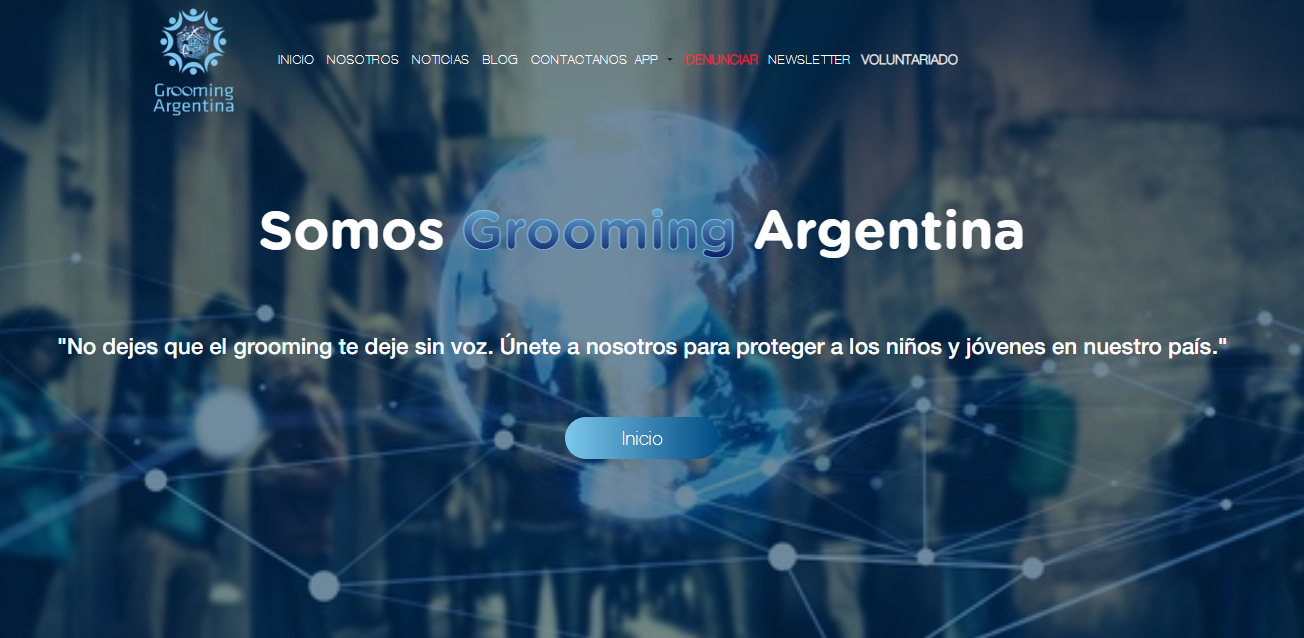 Grooming
Argentina
INICIO NOSOTROS NOTICIAS BLOG CONTACTANOS APP DENUNCIAR NEWSLETTER VOLUNTARIADO
Somos Grooming Argentina
"No dejes que el grooming te deje sin voz. Únete a nosotros para proteger a los niños y jóvenes en nuestro país."
Inicio